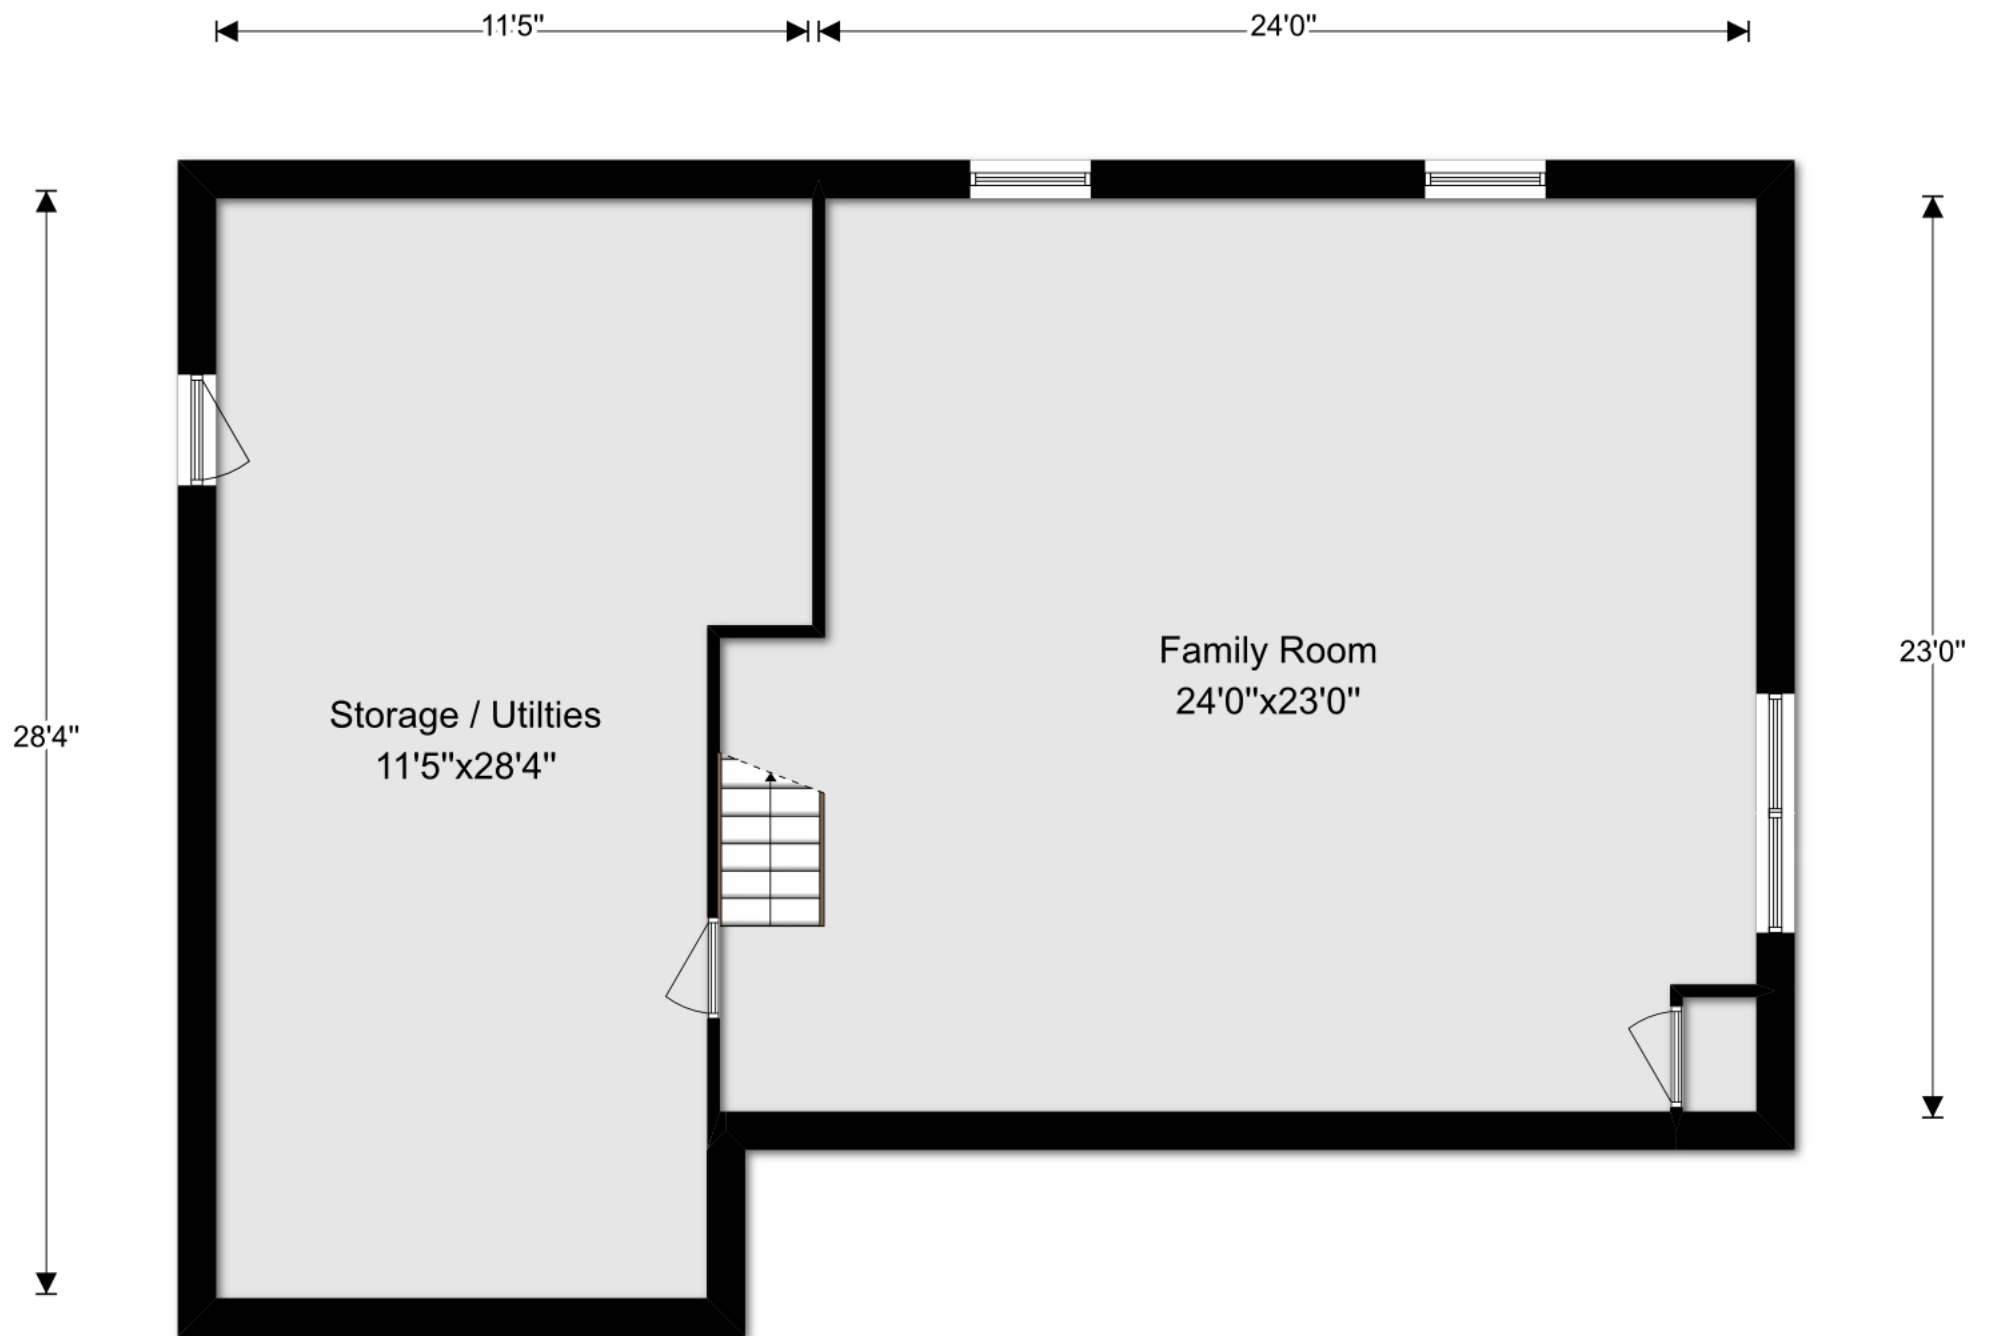 11'5"
24'0"
Family Room
24'0"x23'0"
23'0"
Storage / Utilties
11'5"x28'4"
28'4"